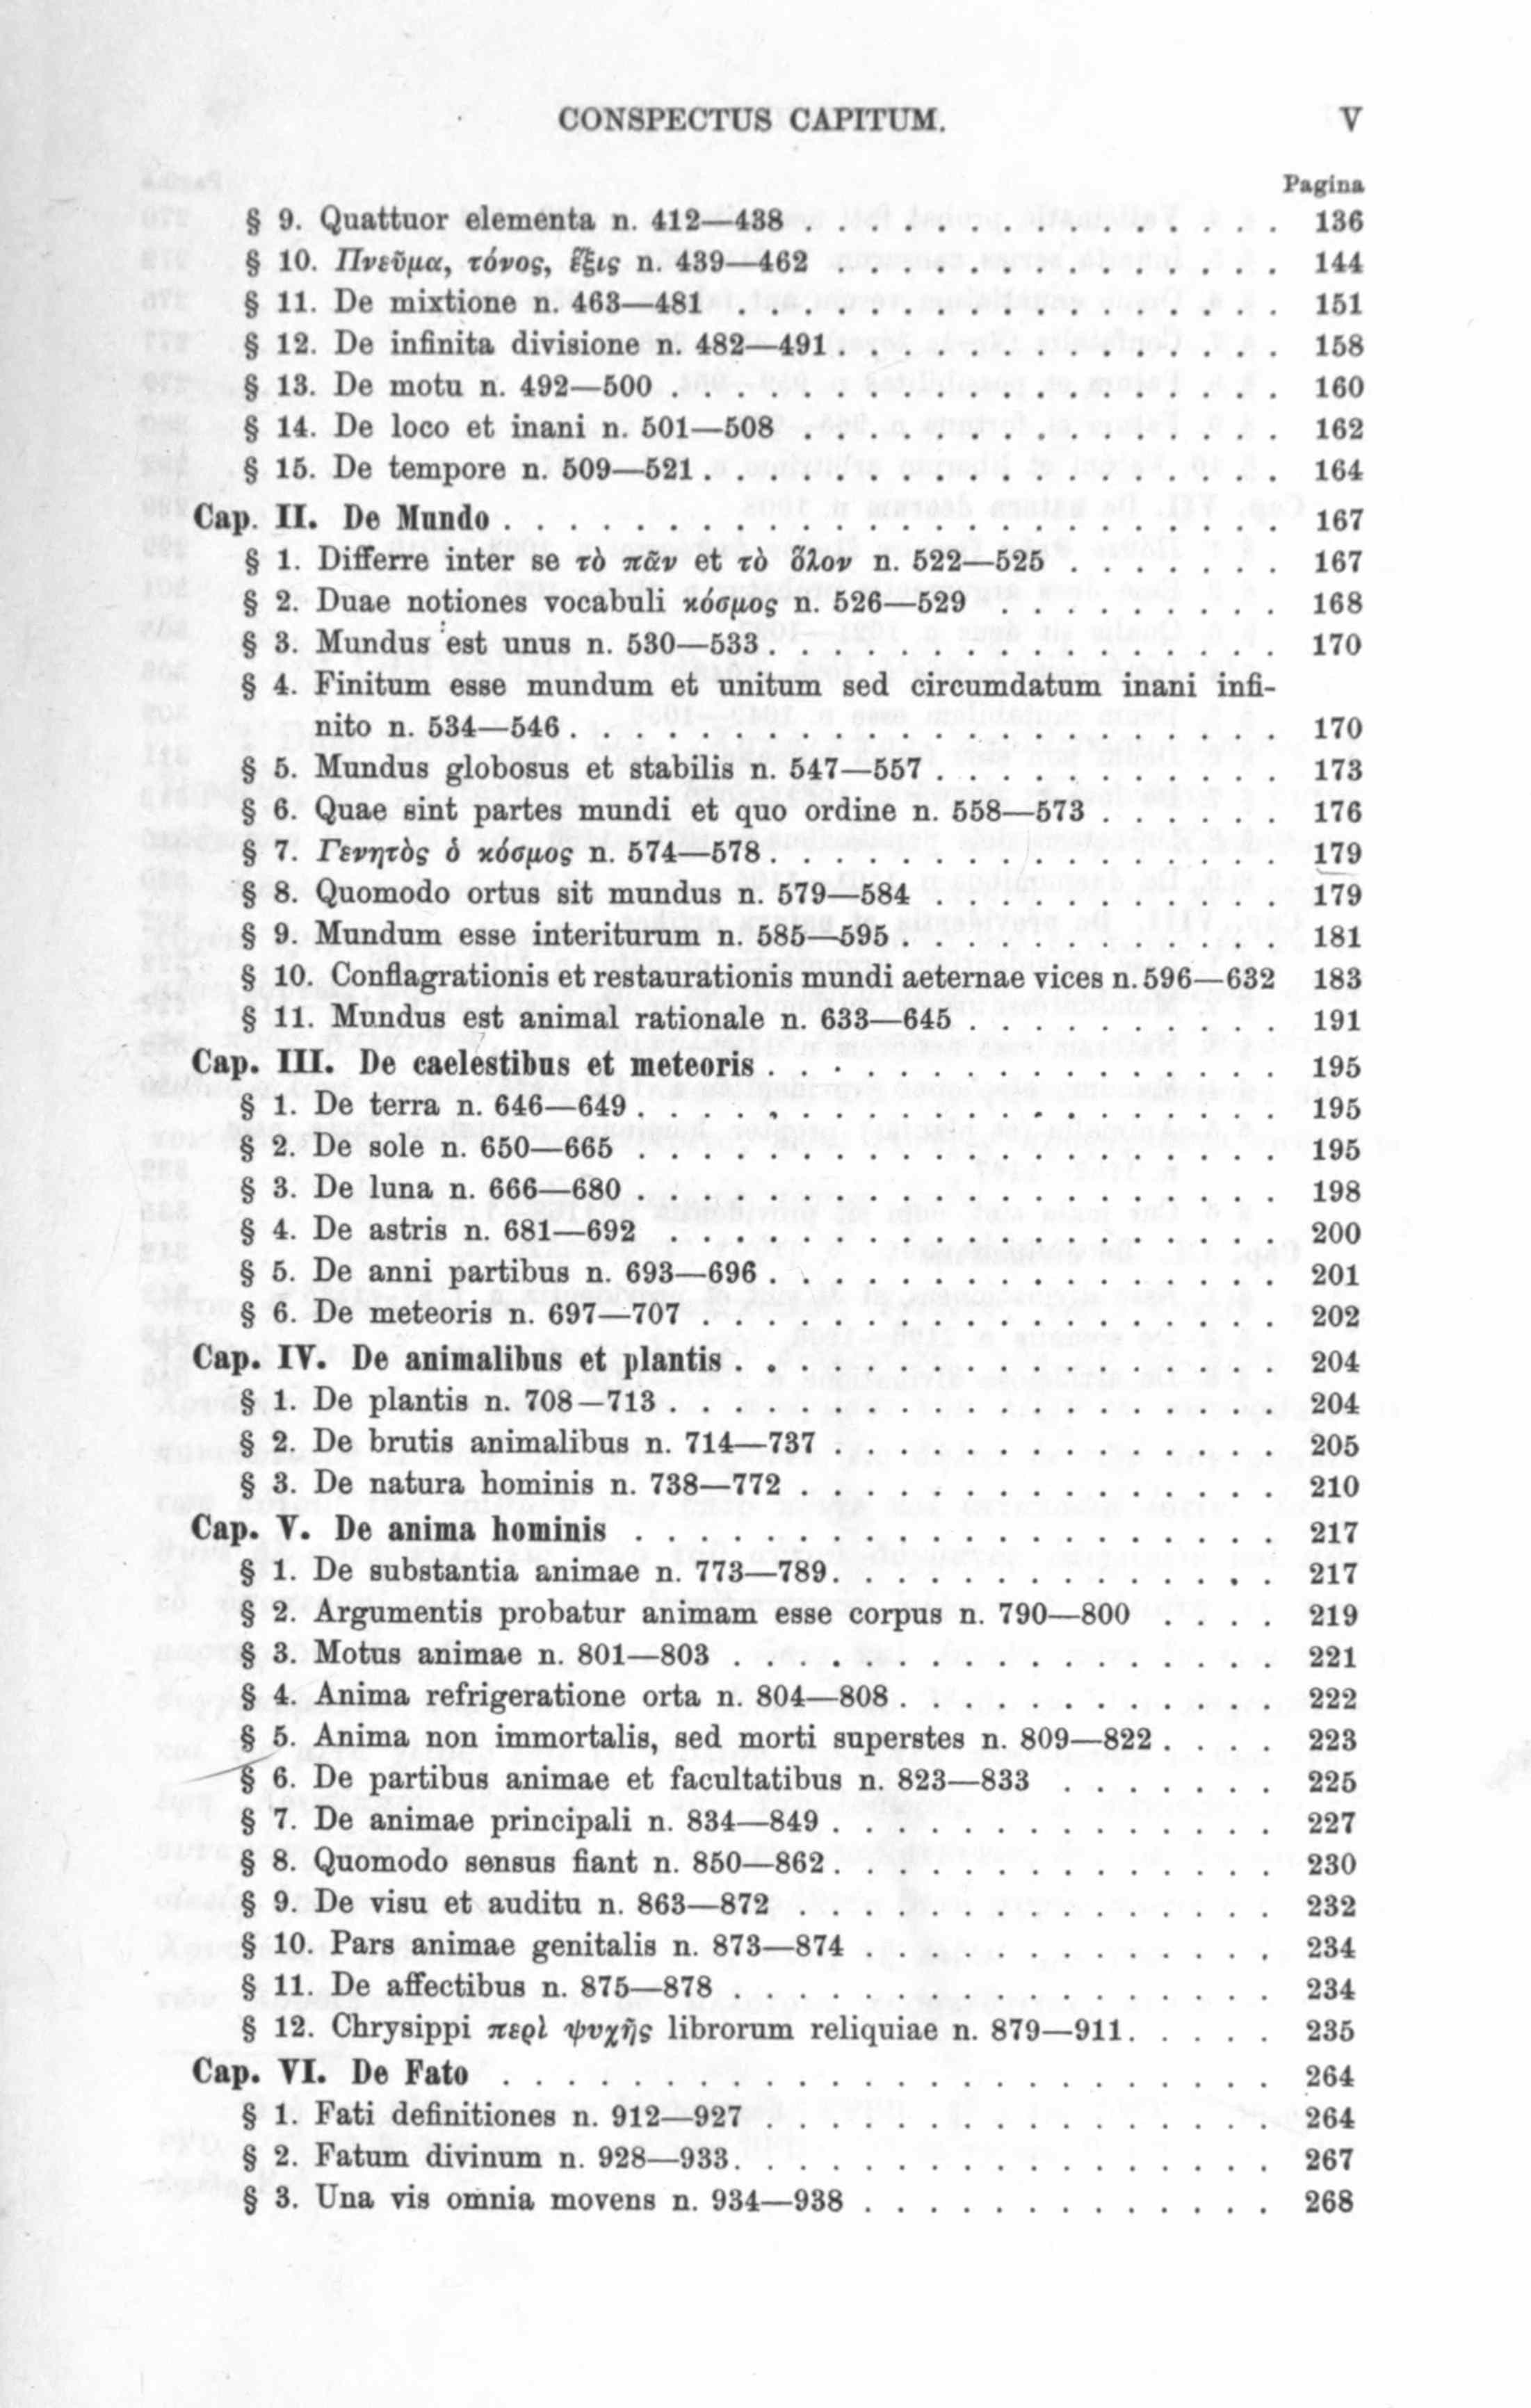 CONSPECTUS CAPITUM. V
Pagina
§ 9. Quattuor elementa n. 412—438 . . . . . . . . . . . . . . . 136
§ 10. Πνεῦμα, τόνος, ἕξις n. 439—462 . . . . . . . . . . . . . . 144
§ 11. De mixtione n. 463—481 . . . . . . . . . . . . . . . . . 151
§ 12. De infinita divisione n. 482—491 . . . . . . . . . . . . . . 158
§ 13. De motu n. 492—500 . . . . . . . . . . . . . . . . . . . 160
§ 14. De loco et inani n. 501—508 . . . . . . . . . . . . . . . 162
§ 15. De tempore n. 509—521 . . . . . . . . . . . . . . . . . . 164
Cap. II. De Mundo . . . . . . . . . . . . . . . . . . . . . . . . 167
§ 1. Differre inter se τὸ πᾶν et τὸ ὅλον n. 522—525 . . . . . . . 167
§ 2. Duae notiones vocabuli κόσμος n. 526—529 . . . . . . . . . 168
§ 3. Mundus est unus n. 530—533 . . . . . . . . . . . . . . . . 170
§ 4. Finitum esse mundum et unitum sed circumdatum inani infi-
nito n. 534—546 . . . . . . . . . . . . . . . . . . . . . . 170
§ 5. Mundus globosus et stabilis n. 547—557 . . . . . . . . . . . 173
§ 6. Quae sint partes mundi et quo ordine n. 558—573 . . . . . . 176
§ 7. Γενητὸς ὁ κόσμος n. 574—578 . . . . . . . . . . . . . . . . 179
§ 8. Quomodo ortus sit mundus n. 579—584 . . . . . . . . . . . 179
§ 9. Mundum esse interiturum n. 585—595 . . . . . . . . . . . . 181
§ 10. Conflagrationis et restaurationis mundi aeternae vices n. 596—632 183
§ 11. Mundus est animal rationale n. 633—645 . . . . . . . . . . 191
Cap. III. De caelestibus et meteoris . . . . . . . . . . . . . . . . 195
§ 1. De terra n. 646—649 . . . . . . . . . . . . . . . . . . . . 195
§ 2. De sole n. 650—665 . . . . . . . . . . . . . . . . . . . . 195
§ 3. De luna n. 666—680 . . . . . . . . . . . . . . . . . . . . 198
§ 4. De astris n. 681—692 . . . . . . . . . . . . . . . . . . . 200
§ 5. De anni partibus n. 693—696 . . . . . . . . . . . . . . . . 201
§ 6. De meteoris n. 697—707 . . . . . . . . . . . . . . . . . . 202
Cap. IV. De animalibus et plantis . . . . . . . . . . . . . . . . . 204
§ 1. De plantis n. 708—713 . . . . . . . . . . . . . . . . . . . 204
§ 2. De brutis animalibus n. 714—737 . . . . . . . . . . . . . . 205
§ 3. De natura hominis n. 738—772 . . . . . . . . . . . . . . . 210
Cap. V. De anima hominis . . . . . . . . . . . . . . . . . . . . 217
§ 1. De substantia animae n. 773—789 . . . . . . . . . . . . . . 217
§ 2. Argumentis probatur animam esse corpus n. 790—800 . . . . 219
§ 3. Motus animae n. 801—803 . . . . . . . . . . . . . . . . . 221
§ 4. Anima refrigeratione orta n. 804—808 . . . . . . . . . . . . 222
§ 5. Anima non immortalis, sed morti superstes n. 809—822 . . . . 223
§ 6. De partibus animae et facultatibus n. 823—833 . . . . . . . 225
§ 7. De animae principali n. 834—849 . . . . . . . . . . . . . . 227
§ 8. Quomodo sensus fiant n. 850—862 . . . . . . . . . . . . . . 230
§ 9. De visu et auditu n. 863—872 . . . . . . . . . . . . . . . 232
§ 10. Pars animae genitalis n. 873—874 . . . . . . . . . . . . . 234
§ 11. De affectibus n. 875—878 . . . . . . . . . . . . . . . . . 234
§ 12. Chrysippi περὶ ψυχῆς librorum reliquiae n. 879—911 . . . . . 235
Cap. VI. De Fato . . . . . . . . . . . . . . . . . . . . . . . . 264
§ 1. Fati definitiones n. 912—927 . . . . . . . . . . . . . . . . 264
§ 2. Fatum divinum n. 928—933 . . . . . . . . . . . . . . . . . 267
§ 3. Una vis omnia movens n. 934—938 . . . . . . . . . . . . . 268